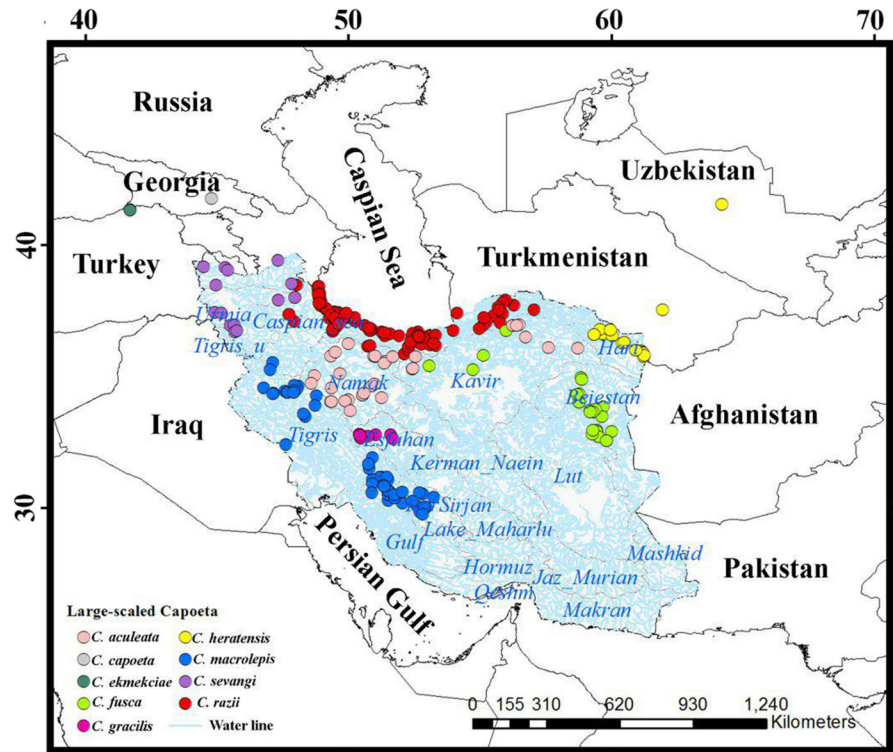 40 50 60 70
Russia
Georgia
Uzbekistan
Caspian Sea
40
Turkey
Turkmenistan
Urmia
Caspian_sea
Tigris_u
Hari
Namak
Kavir
Bejestan
Iraq
Afghanistan
Tigris
Esfahan
Kerman_Naein
Lut
30
Sirjan
Lake_Maharlu
Persian Gulf
Gulf
Mashkid
Hormuz
Jaz_Murian
Pakistan
Qeshm
Makran
Large-scaled Capoeta
C. aculeata C. heratensis
C. capoeta C. macrolepis
C. ekmekciae C. sevangi
C. fusca C. razii
C. gracilis Water line
0 155 310 620 930 1,240
Kilometers